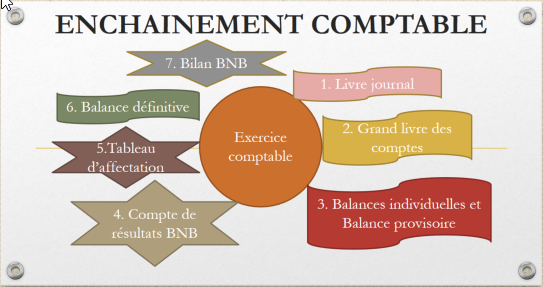 ENCHAINEMENT COMPTABLE
7. Bilan BNB
1. Livre journal
6. Balance définitive
2. Grand livre des
comptes
Exercice
comptable
5.Tableau
d'affectation
3. Balances individuelles et
Balance provisoire
4. Compte de
résultats BNB